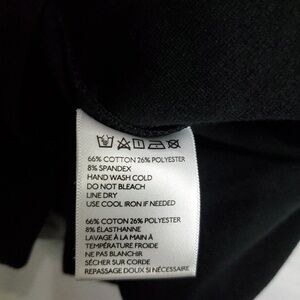 66% COTTON 26% POLYESTER
8% SPANDEX
HAND WASH COLD
DO NOT BLEACH
LINE DRY
USE COOL IRON IF NEEDED
66% COTTON 26% POLYESTER
8% ÉLASTHANNE
LAVAGE À LA MAIN À
TEMPÉRATURE FROIDE
NE PAS BLANCHIR
SÉCHER SUR CORDE
REPASSAGE DOUX SI NÉCESSAIRE